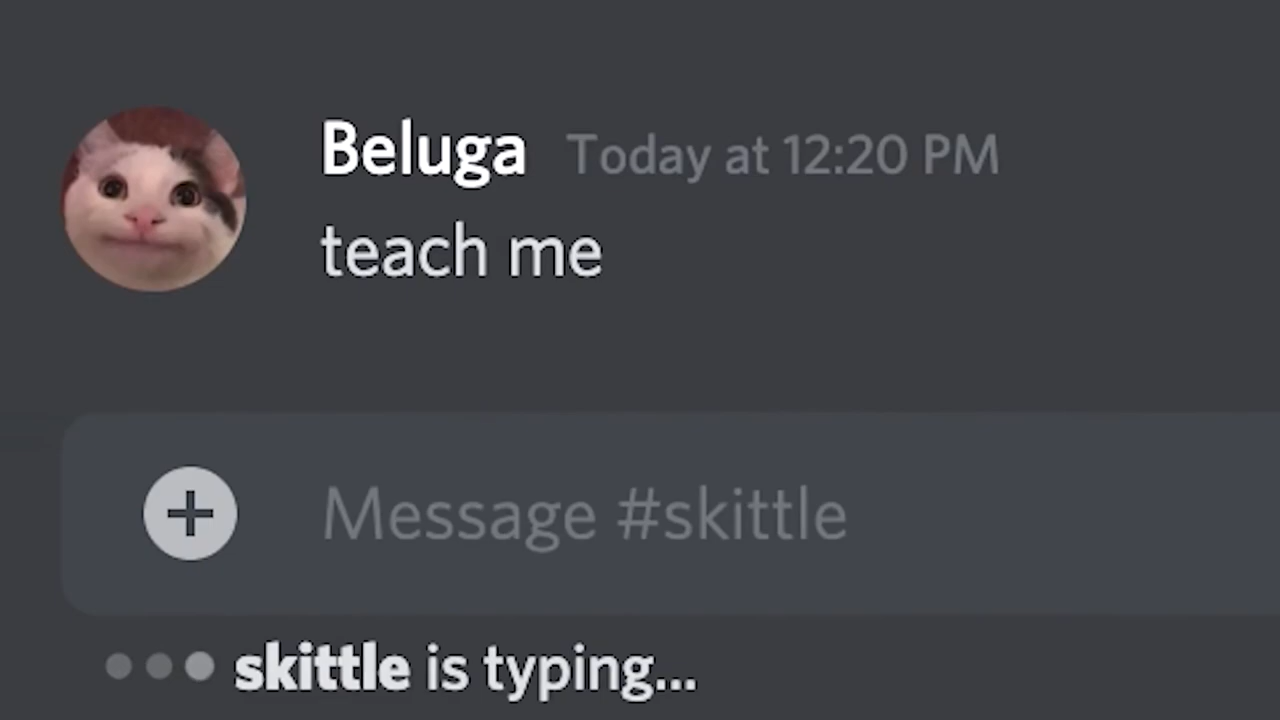 Beluga Today at 12:20 PM
teach me
Message #skittle
skittle is typing...